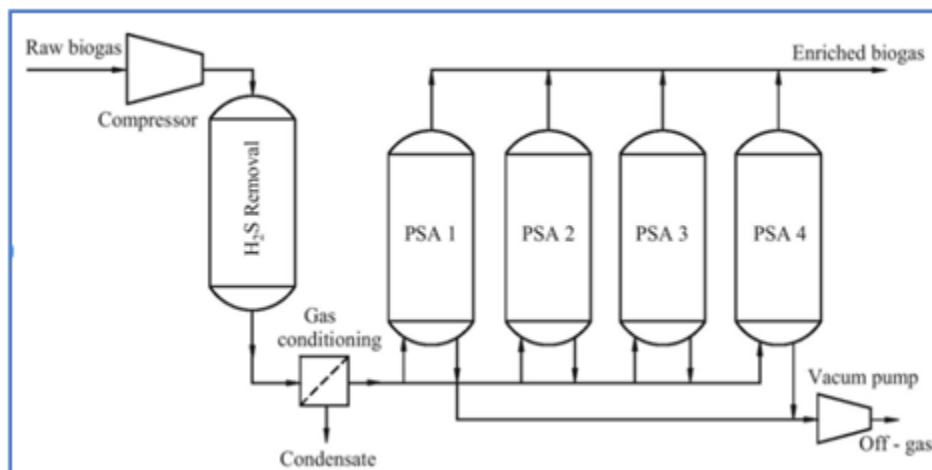 Raw biogas
Enriched biogas
Compressor
H₂S Removal
PSA 1
PSA 2
PSA 3
PSA 4
Gas
conditioning
Vacum pump
Condensate
Off - gas